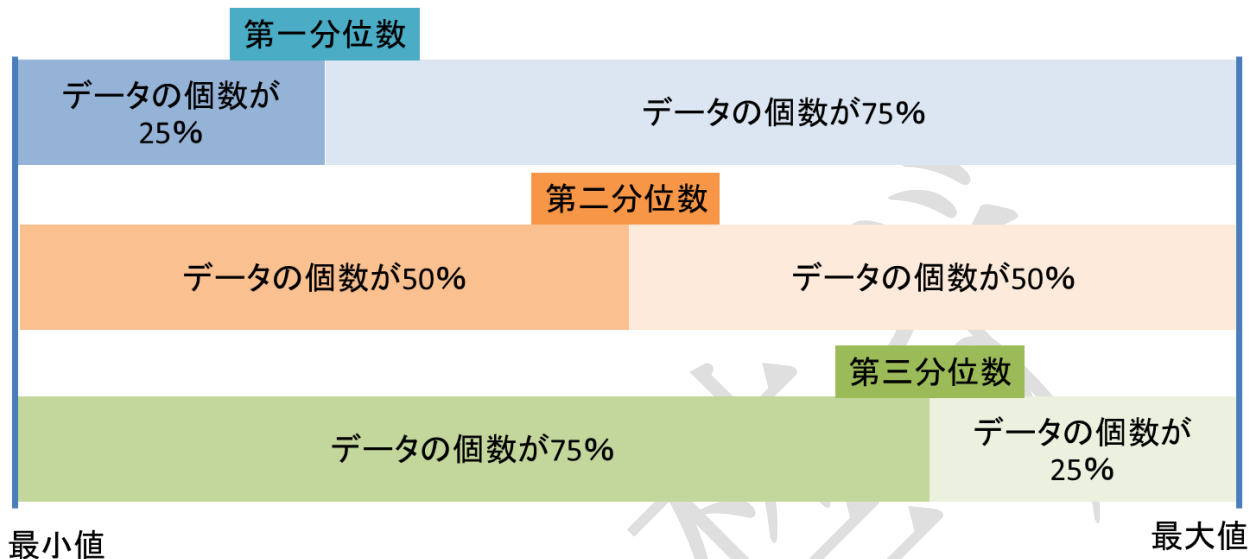 第一分位数
データの個数が
25%
データの個数が75%
第二分位数
データの個数が50%
データの個数が50%
第三分位数
データの個数が75%
データの個数が
25%
最小値
最大値